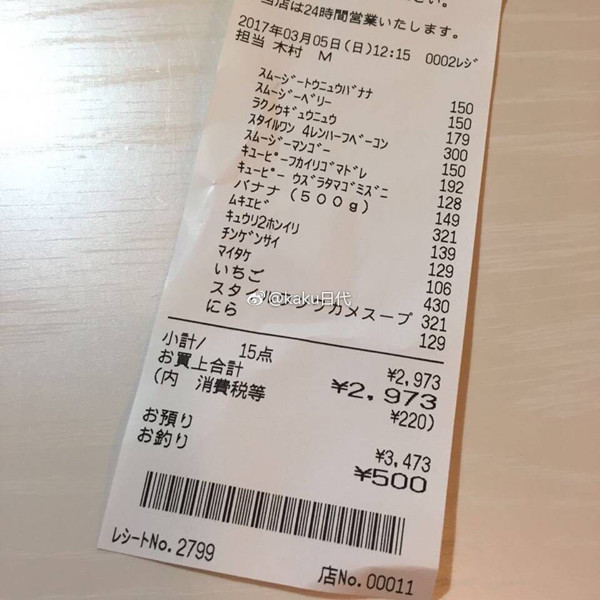 さい。
当店は24時間営業いたします。
2017年03月05日(日)12:15 0002レジ
担当 木村 M
スムージートウニュウバナナ 150
スムージーベリー 150
ラクノウギュウニュウ 179
スタイルワン 4レンハーフベーコン 300
スムージーマンゴー 150
キユーピーフカイリゴマドレ 192
キューピー ウズラタマゴミズニ 128
バナナ(500g) 149
ムキエビ 321
キュウリ2ホンイリ 139
チンゲンサイ 129
マイタケ 106
いちご 430
スタイル カメスープ 321
にら 129
@kaku日代
小計/ 15点 ¥2,973
お買上合計 ¥2,973
(内 消費税等 ¥220)
お預り ¥3,473
お釣り ¥500
レシートNo.2799 店No.00011